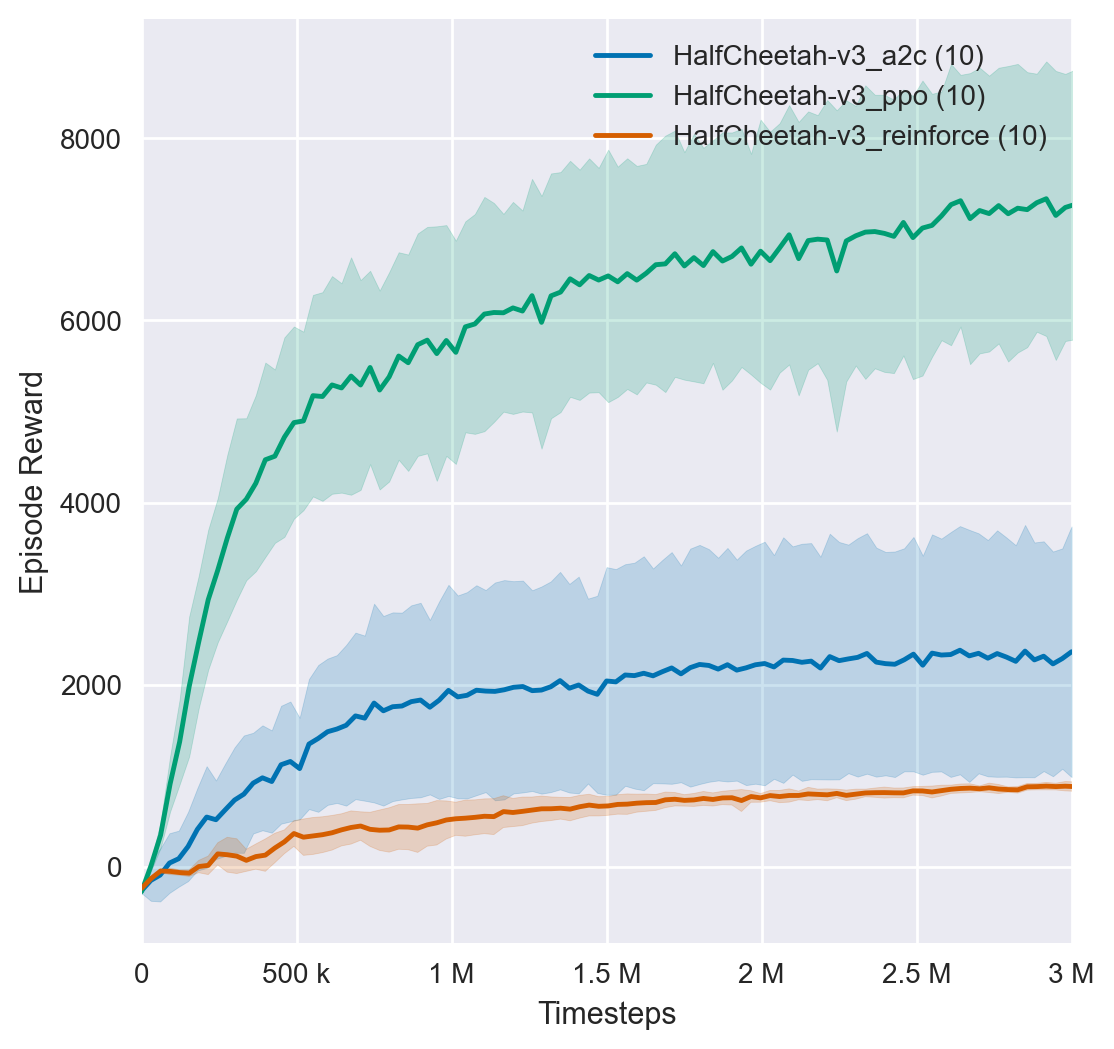 HalfCheetah-v3_a2c (10)
HalfCheetah-v3_ppo (10)
HalfCheetah-v3_reinforce (10)
8000
6000
4000
2000
0
Episode Reward
0 500 k 1 M 1.5 M 2 M 2.5 M 3 M
Timesteps